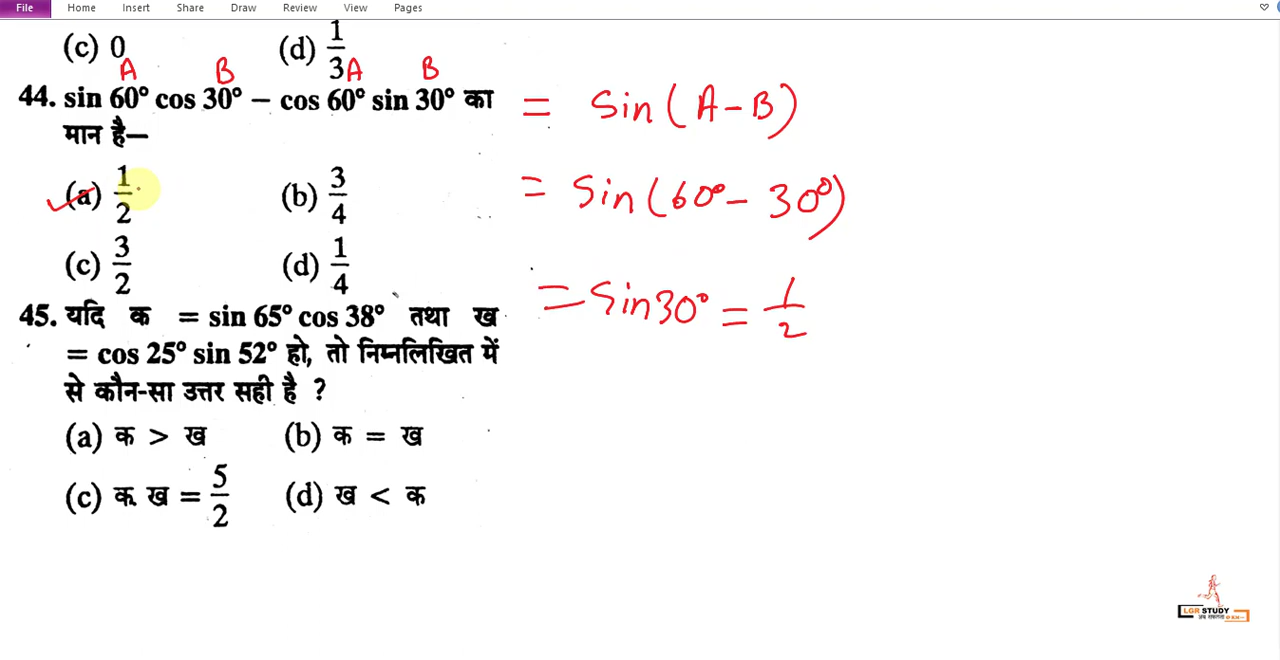 File Home Insert Share Draw Review View Pages
(c) 0 (d) 1/3
A B A B
44. sin 60° cos 30° − cos 60° sin 30° का
मान है—
(a) 1/2 (b) 3/4
(c) 3/2 (d) 1/4
45. यदि क = sin 65° cos 38° तथा ख
= cos 25° sin 52° हो, तो निम्नलिखित में
से कौन-सा उत्तर सही है ?
(a) क > ख (b) क = ख
(c) क. ख = 5/2 (d) ख < क
= Sin(A−B)
= Sin(60°− 30°)
= Sin30° = 1/2
LGR STUDY